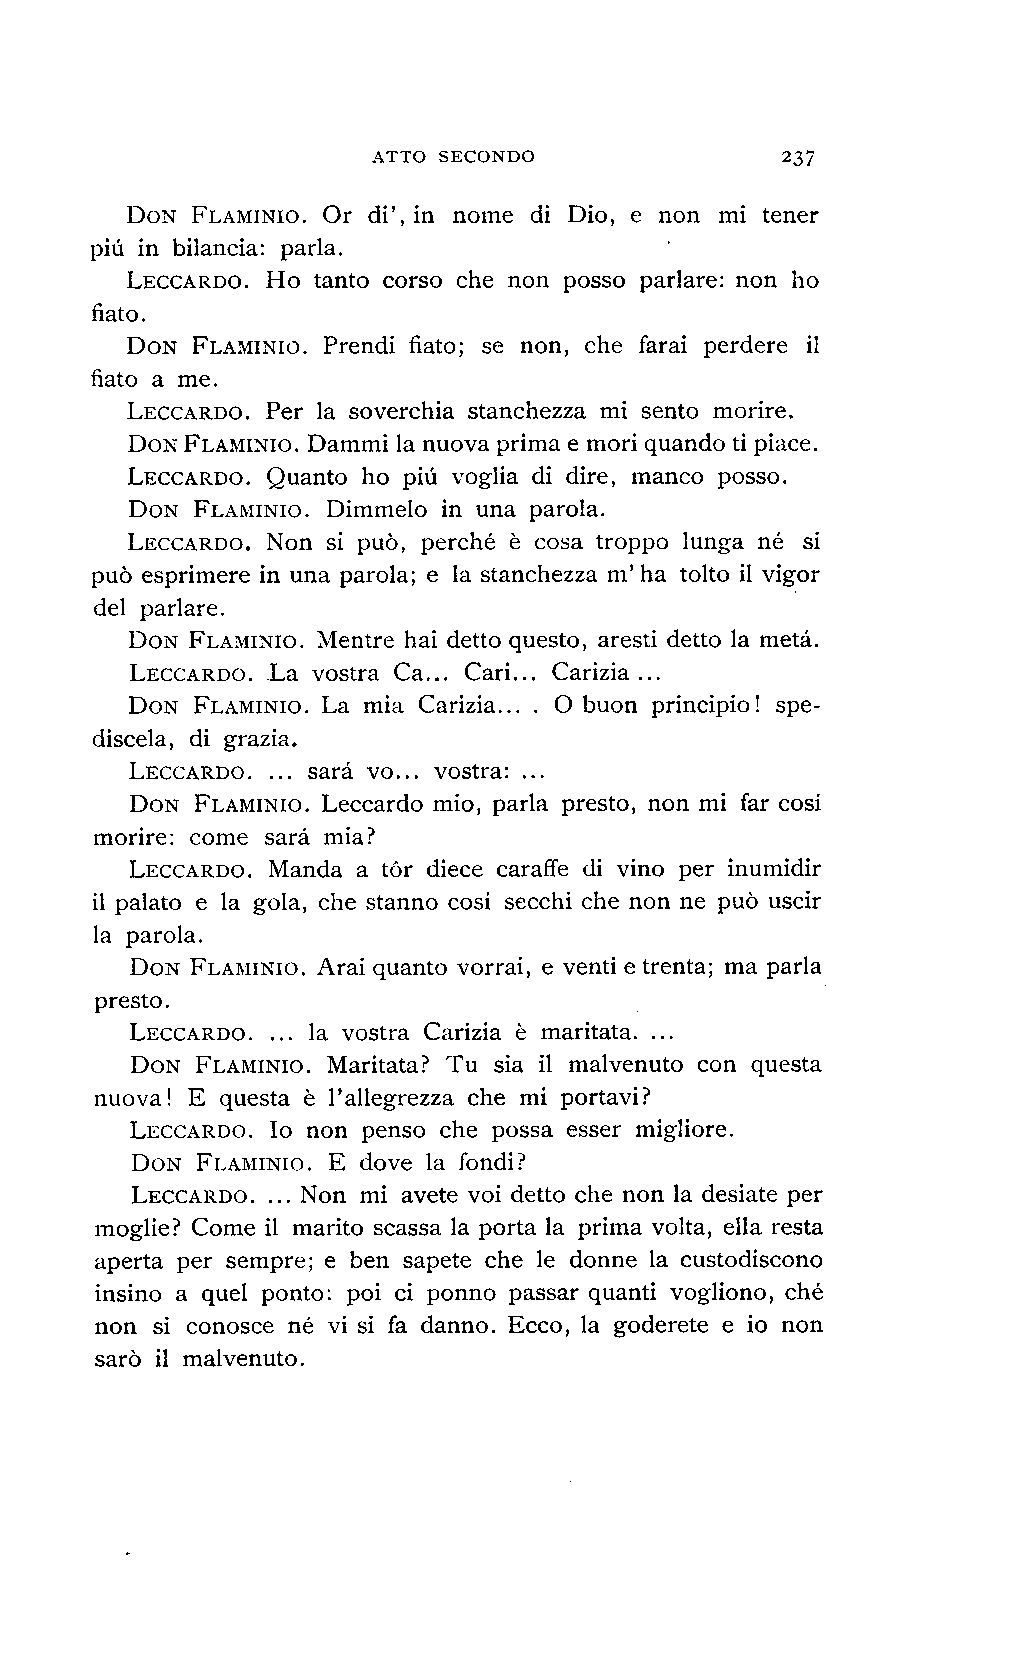 ATTO SECONDO 237
DON FLAMINIO. Or di', in nome di Dio, e non mi tener
piú in bilancia: parla.
LECCARDO. Ho tanto corso che non posso parlare: non ho
fiato.
DON FLAMINIO. Prendi fiato; se non, che farai perdere il
fiato a me.
LECCARDO. Per la soverchia stanchezza mi sento morire.
DON FLAMINIO. Dammi la nuova prima e mori quando ti piace.
LECCARDO. Quanto ho piú voglia di dire, manco posso.
DON FLAMINIO. Dimmelo in una parola.
LECCARDO. Non si può, perché è cosa troppo lunga né si
può esprimere in una parola; e la stanchezza m' ha tolto il vigor
del parlare.
DON FLAMINIO. Mentre hai detto questo, aresti detto la metá.
LECCARDO. La vostra Ca... Cari... Carizia ...
DON FLAMINIO. La mia Carizia... . O buon principio! spe-
discela, di grazia.
LECCARDO. ... sará vo... vostra: ...
DON FLAMINIO. Leccardo mio, parla presto, non mi far cosí
morire: come sará mia?
LECCARDO. Manda a tôr diece caraffe di vino per inumidir
il palato e la gola, che stanno cosí secchi che non ne può uscir
la parola.
DON FLAMINIO. Arai quanto vorrai, e venti e trenta; ma parla
presto.
LECCARDO. ... la vostra Carizia è maritata. ...
DON FLAMINIO. Maritata? Tu sia il malvenuto con questa
nuova! E questa è l'allegrezza che mi portavi?
LECCARDO. Io non penso che possa esser migliore.
DON FLAMINIO. E dove la fondi?
LECCARDO. ... Non mi avete voi detto che non la desiate per
moglie? Come il marito scassa la porta la prima volta, ella resta
aperta per sempre; e ben sapete che le donne la custodiscono
insino a quel ponto: poi ci ponno passar quanti vogliono, ché
non si conosce né vi si fa danno. Ecco, la goderete e io non
sarò il malvenuto.